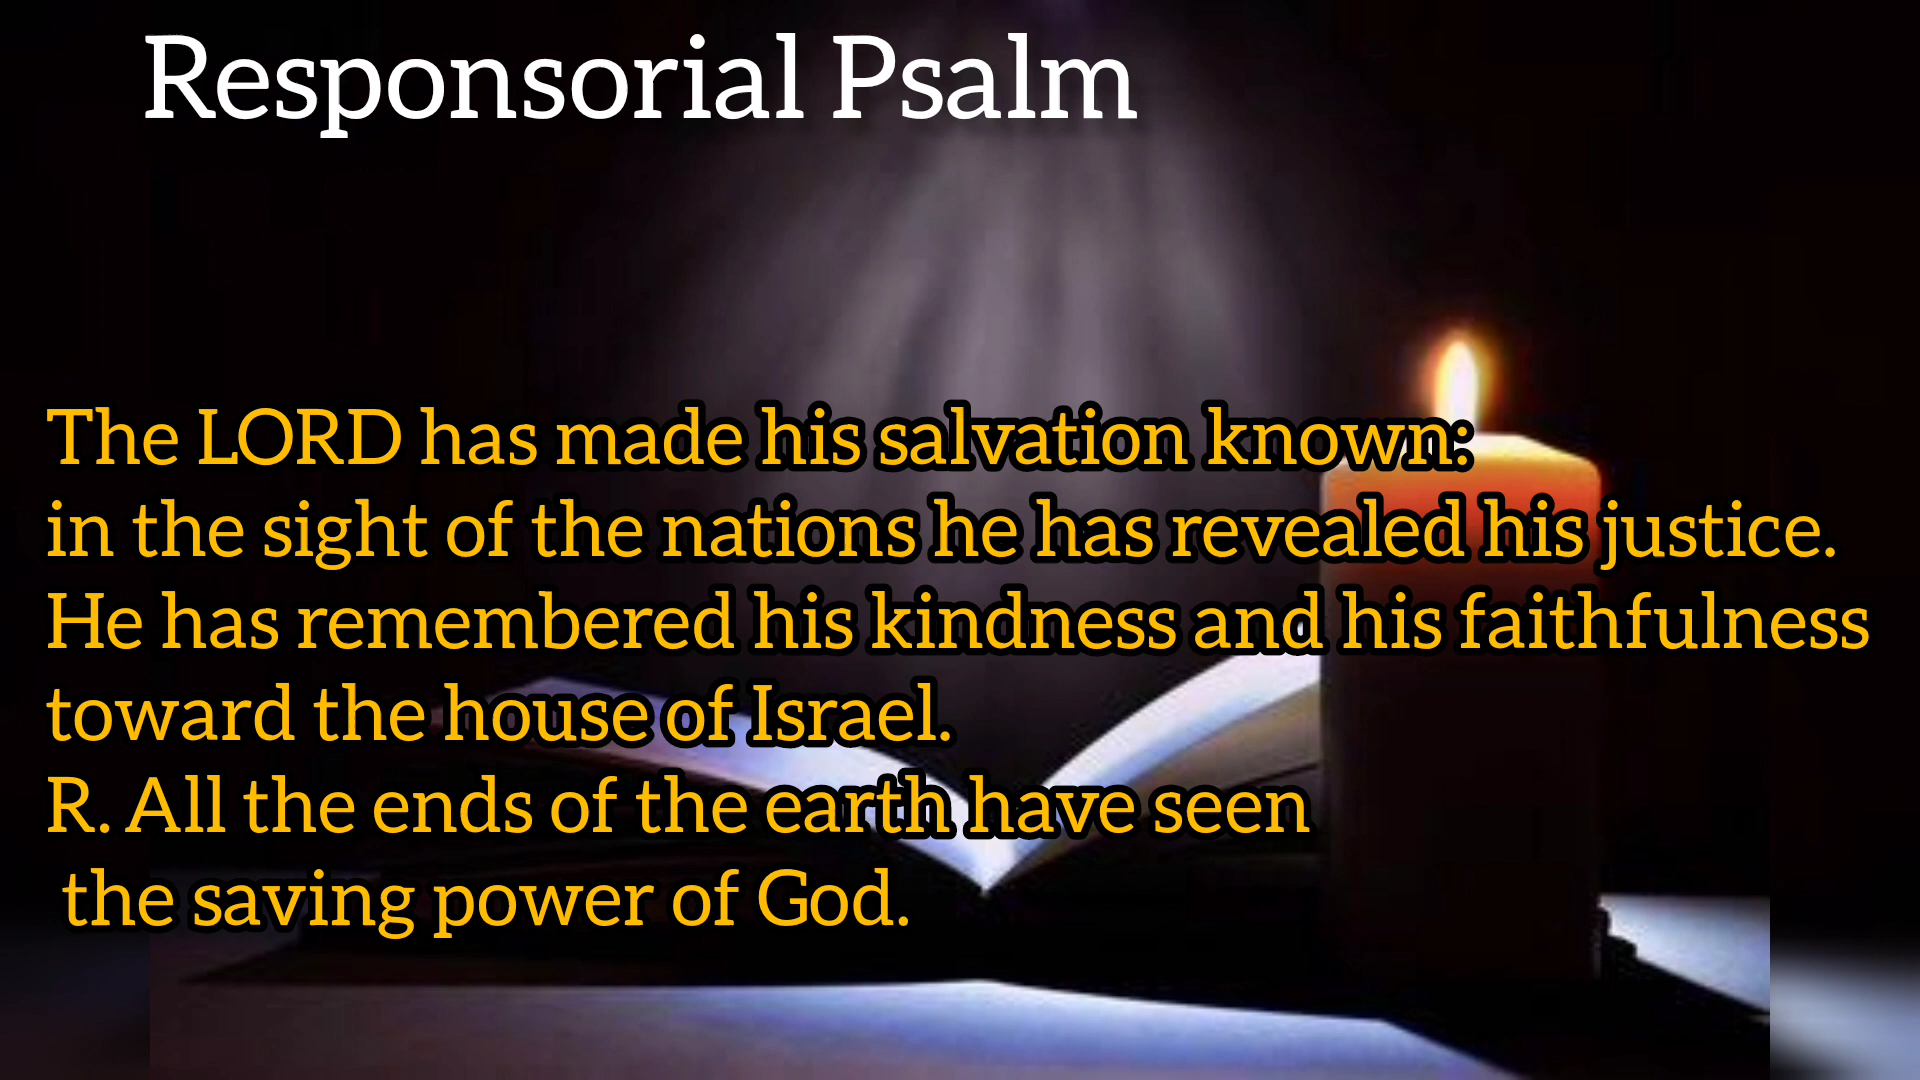 Responsorial Psalm
The LORD has made his salvation known:
in the sight of the nations he has revealed his justice.
He has remembered his kindness and his faithfulness
toward the house of Israel.
R. All the ends of the earth have seen
the saving power of God.